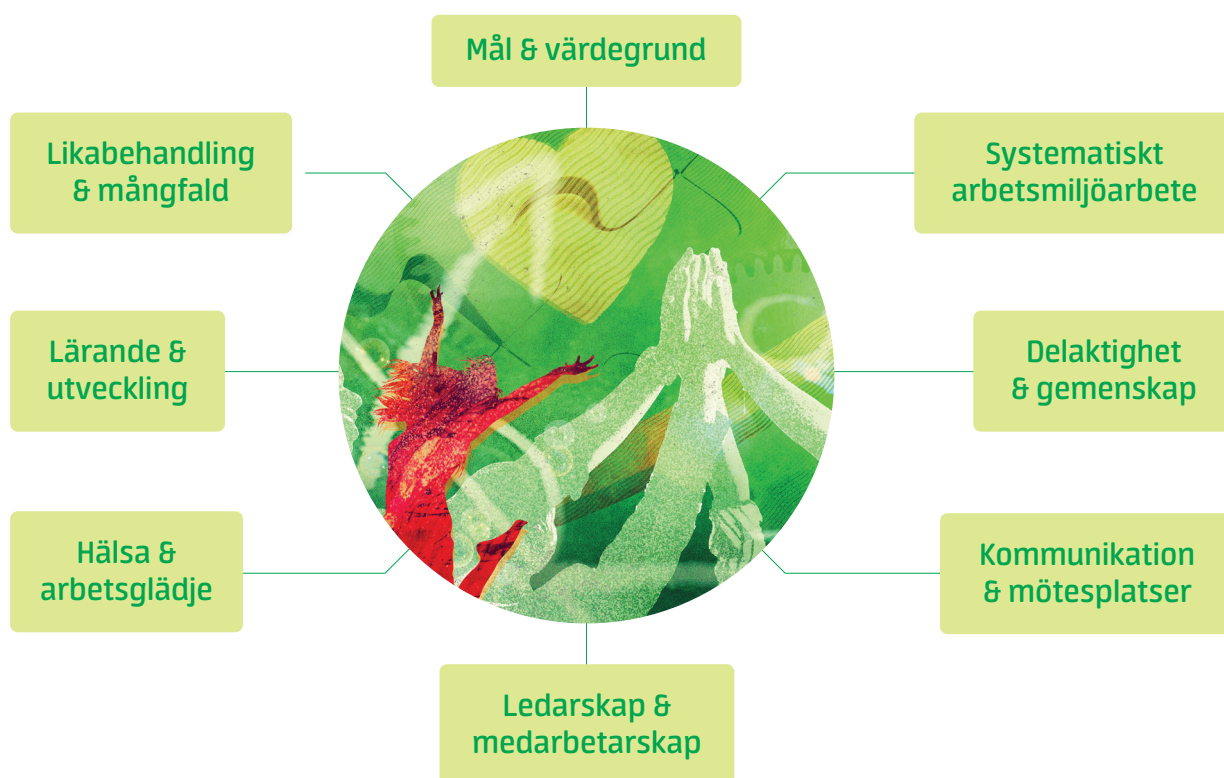 Mål & värdegrund
Likabehandling
& mångfald
Systematiskt
arbetsmiljöarbete
Lärande &
utveckling
Delaktighet
& gemenskap
Hälsa &
arbetsglädje
Kommunikation
& mötesplatser
Ledarskap &
medarbetarskap